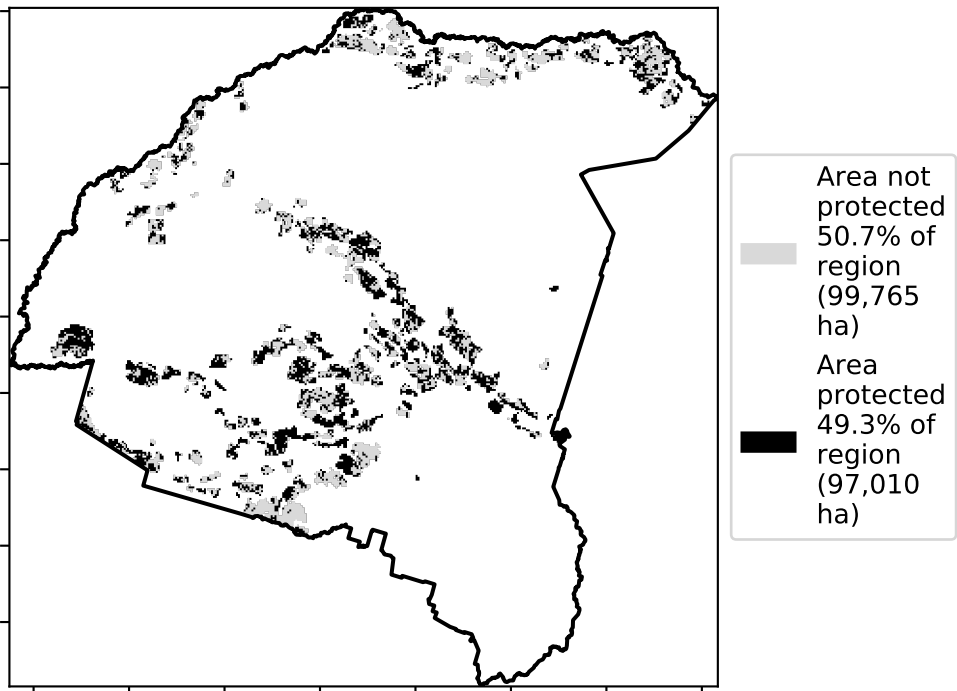 Area not
protected
50.7% of
region
(99,765
ha)
Area
protected
49.3% of
region
(97,010
ha)